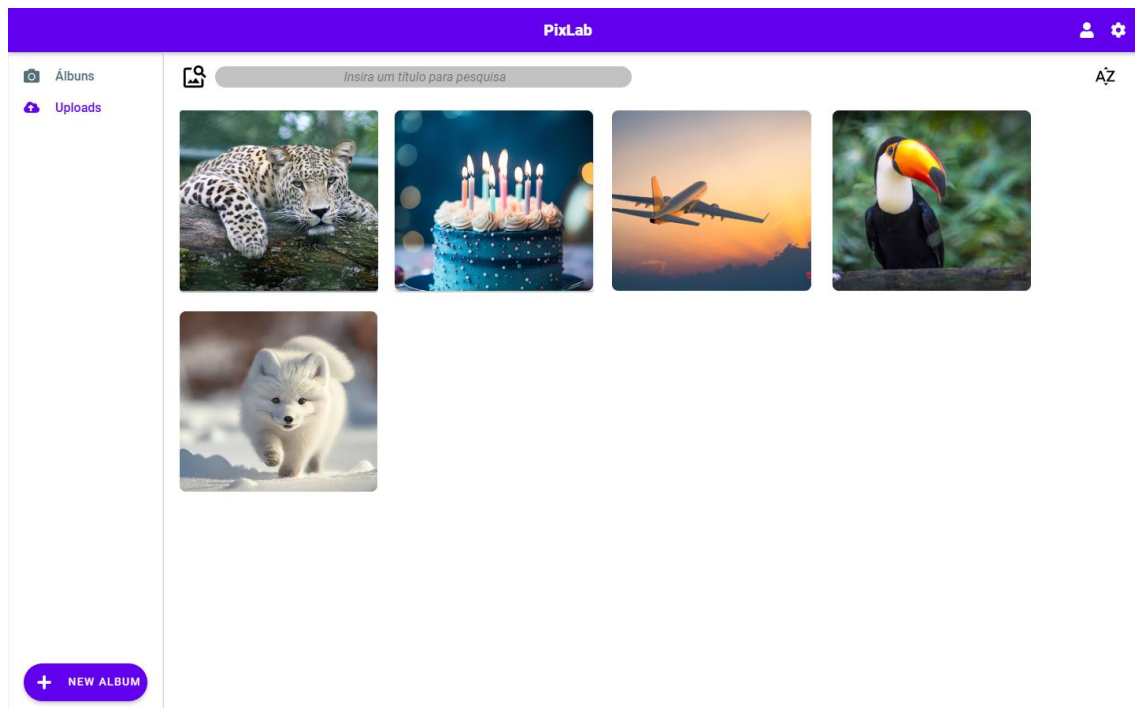 PixLab
Álbuns
Uploads
Insira um título para pesquisa
AZ
NEW ALBUM